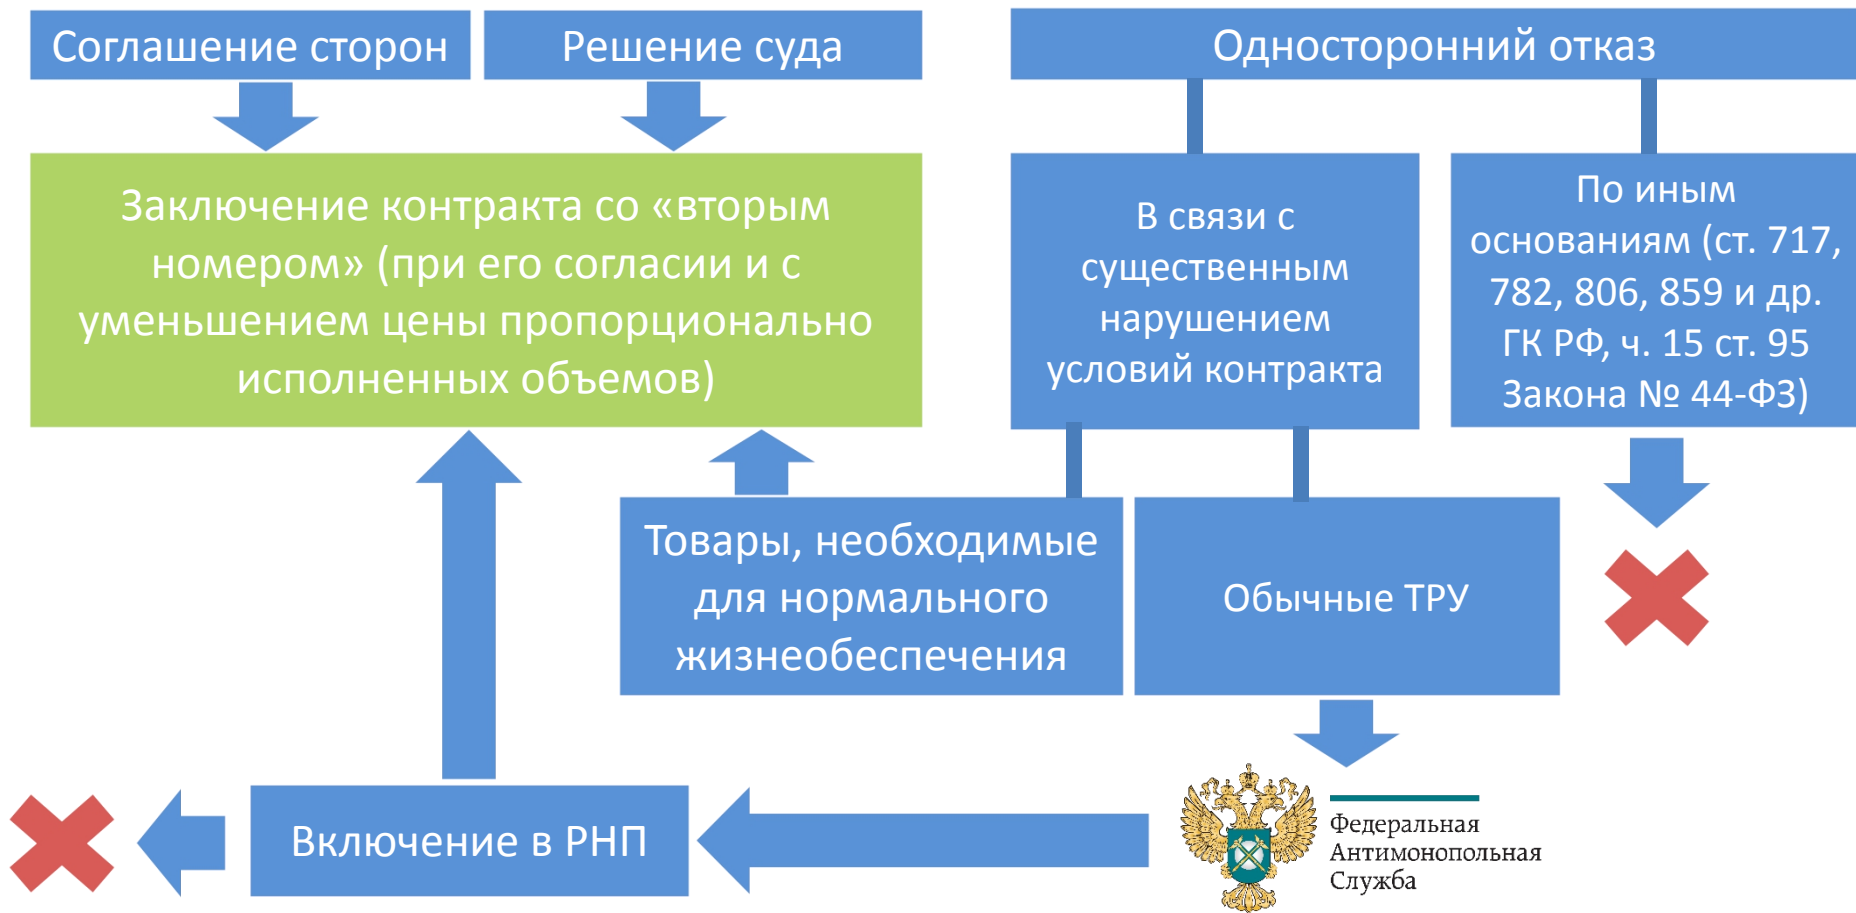 Соглашение сторон
Решение суда
Односторонний отказ
Заключение контракта со «вторым
номером» (при его согласии и с
уменьшением цены пропорционально
исполненных объемов)
В связи с
существенным
нарушением
условий контракта
По иным
основаниям (ст. 717,
782, 806, 859 и др.
ГК РФ, ч. 15 ст. 95
Закона № 44-ФЗ)
Товары, необходимые
для нормального
жизнеобеспечения
Обычные ТРУ
Включение в РНП
Федеральная
Антимонопольная
Служба